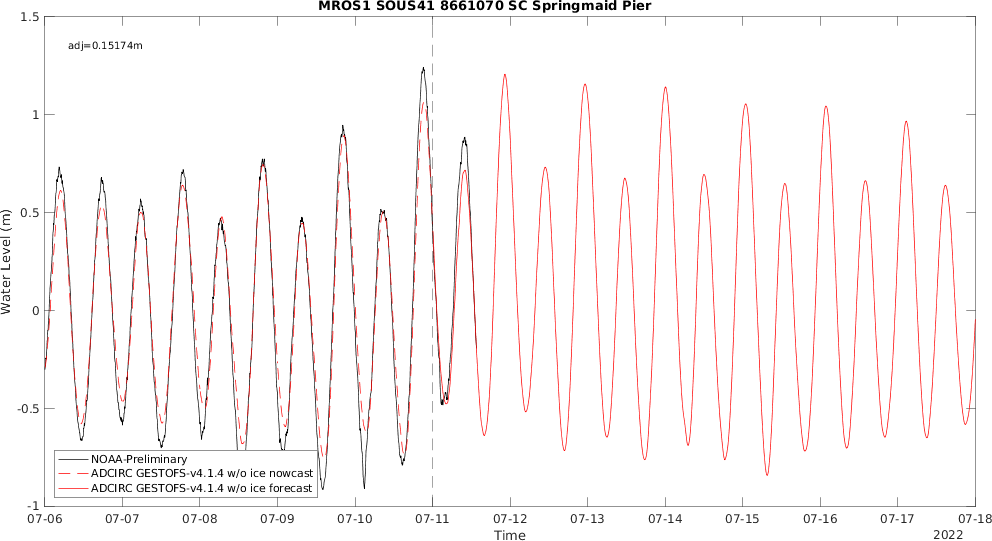 MROS1 SOUS41 8661070 SC Springmaid Pier
adj=0.15174m
1.5
1
0.5
0
-0.5
-1
Water Level (m)
NOAA-Preliminary
ADCIRC GESTOFS-v4.1.4 w/o ice nowcast
ADCIRC GESTOFS-v4.1.4 w/o ice forecast
07-06 07-07 07-08 07-09 07-10 07-11 07-12 07-13 07-14 07-15 07-16 07-17 07-18
Time
2022